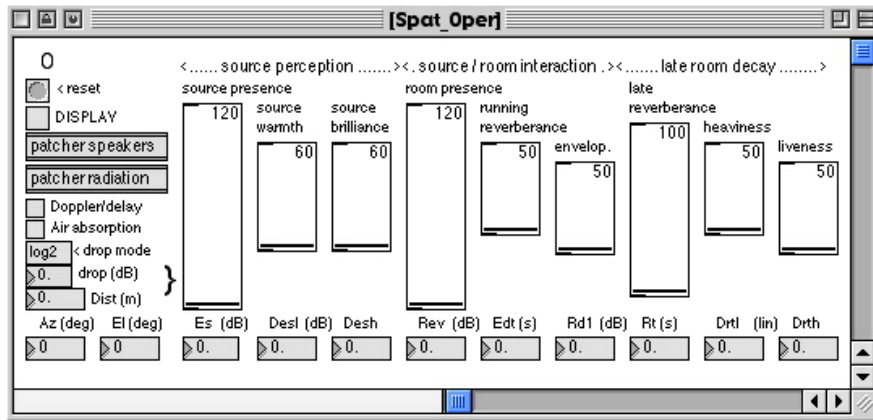 [Spat_Oper]
O
<...... source perception .......><. source / room interaction .><.......late room decay ........>
< reset
source presence
room presence
late
DISPLAY
120
source
warmth
source
brilliance
120
running
reverberance
reverberance
patcher speakers
60
60
50
envelop.
100
heaviness
50
liveness
patcher radiation
50
50
Doppler/delay
Air absorption
log2 < drop mode
0. drop (dB) }
0. Dist (m)
Az (deg) El (deg) Es (dB) Desl (dB) Desh Rev (dB) Edt (s) Rd1 (dB) Rt (s) Drtl (lin) Drth
0 0 0. 0. 0. 0. 0. 0. 0. 0. 0.